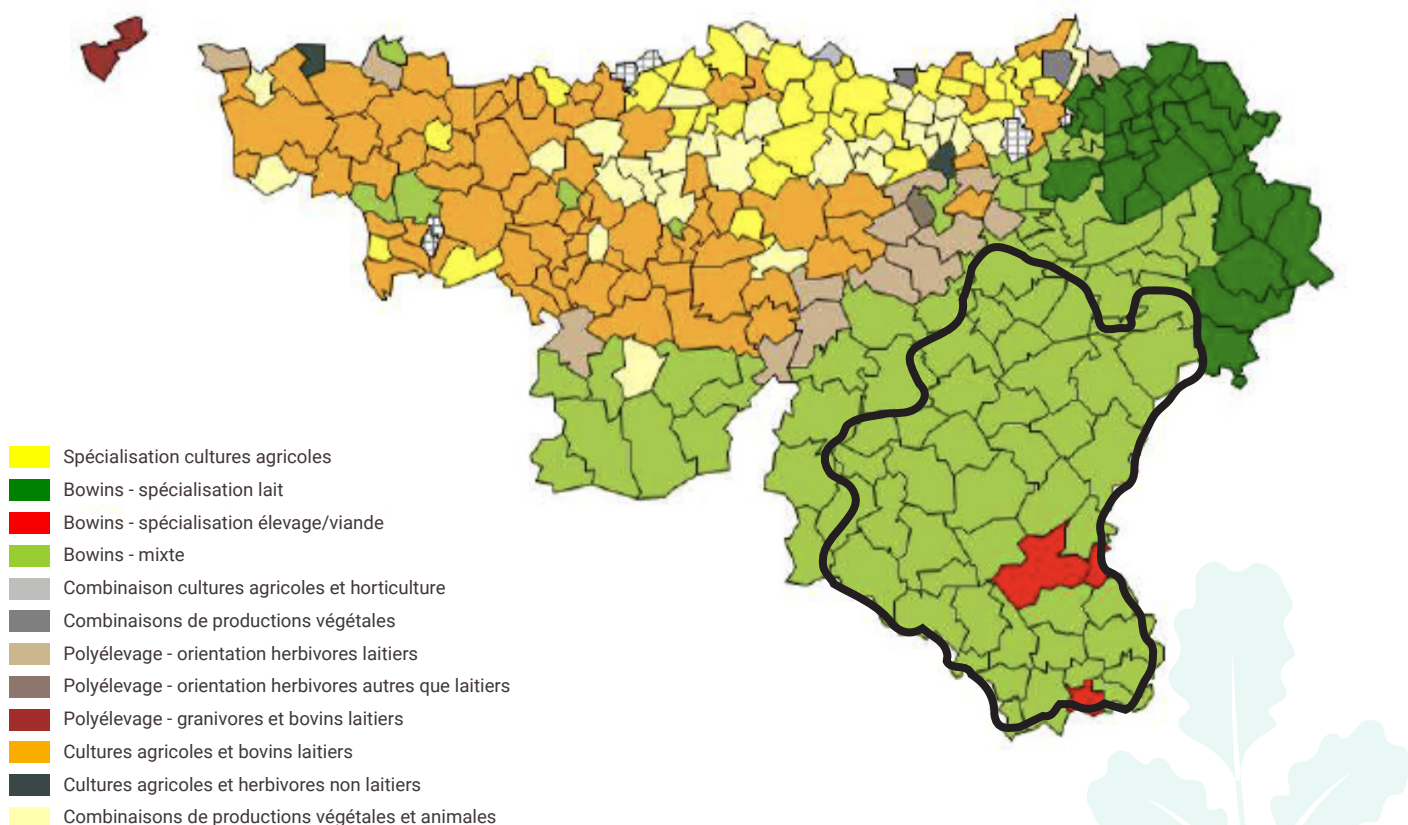 Spécialisation cultures agricoles
Bowins - spécialisation lait
Bowins - spécialisation élevage/viande
Bowins - mixte
Combinaison cultures agricoles et horticulture
Combinaisons de productions végétales
Polyélevage - orientation herbivores laitiers
Polyélevage - orientation herbivores autres que laitiers
Polyélevage - granivores et bovins laitiers
Cultures agricoles et bovins laitiers
Cultures agricoles et herbivores non laitiers
Combinaisons de productions végétales et animales